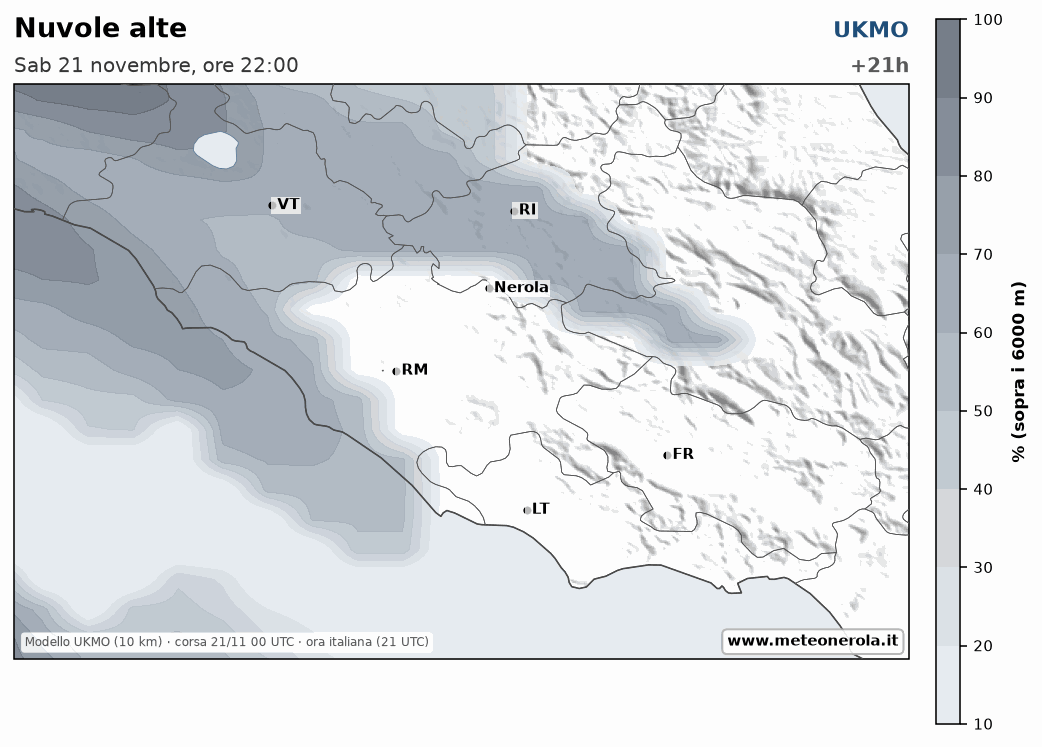 Nuvole alte
UKMO
Sab 21 novembre, ore 22:00
+21h
100
90
80
70
60
50
40
30
20
10
% (sopra i 6000 m)
VT
RI
Nerola
RM
FR
LT
Modello UKMO (10 km) · corsa 21/11 00 UTC · ora italiana (21 UTC)
www.meteonerola.it